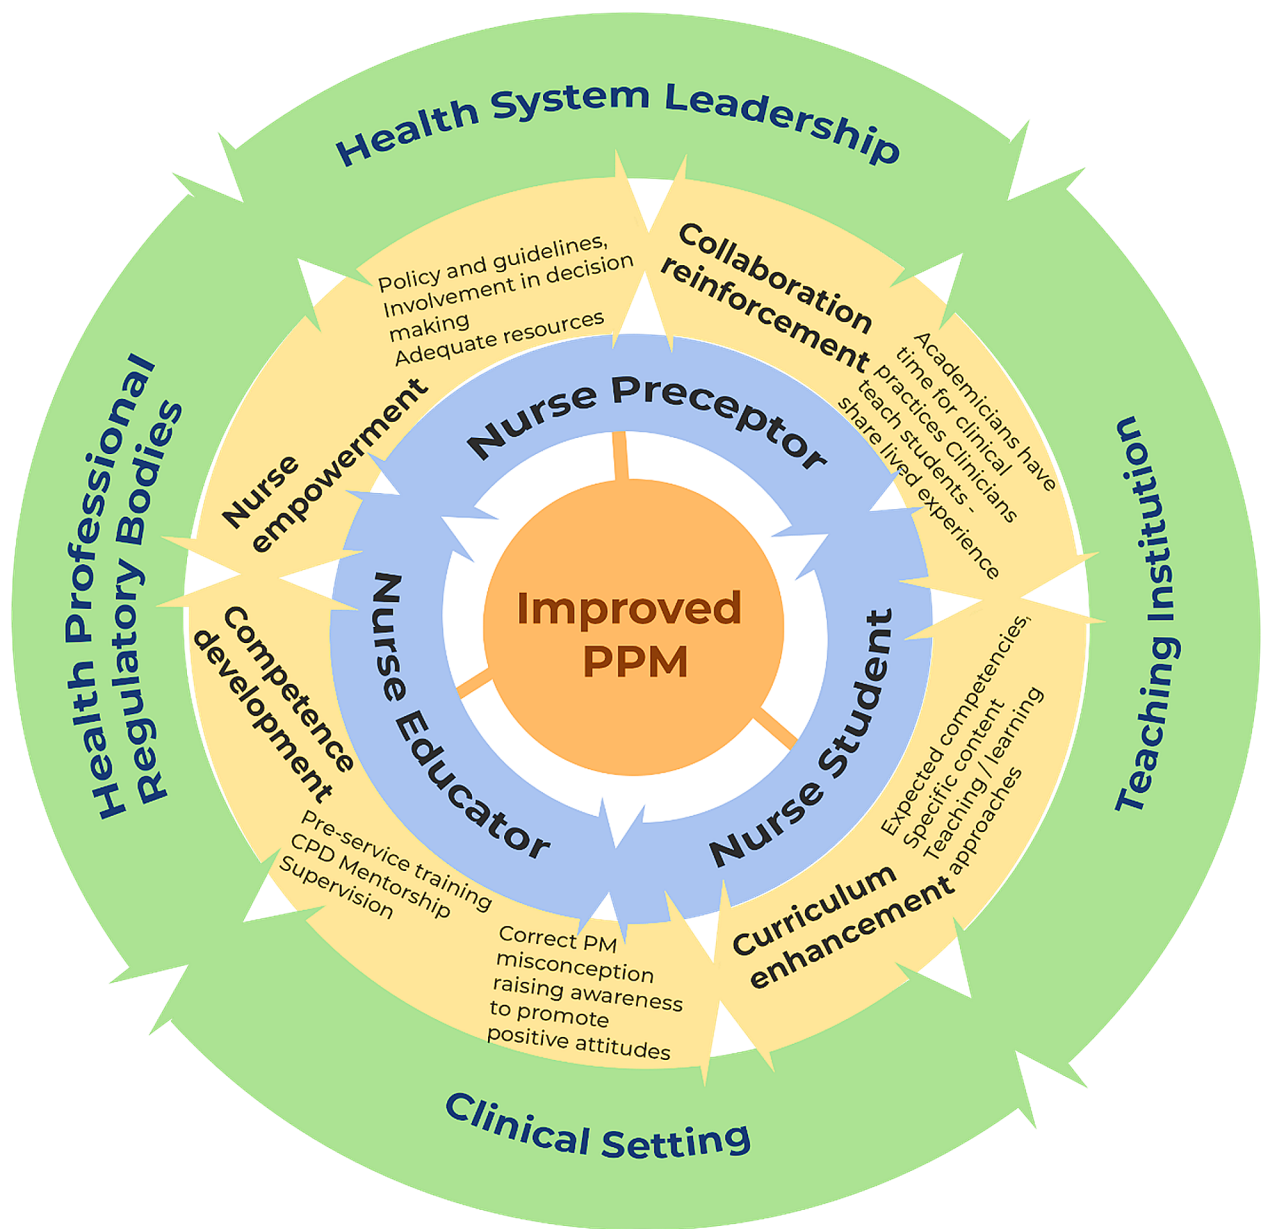 Health System Leadership
Health Professional
Regulatory Bodies
Teaching Institution
Clinical Setting
Nurse
empowerment
Policy and guidelines,
Involvement in decision
making
Adequate resources
Collaboration
reinforcement
Academicians have
time for clinical
practices Clinicians
teach students -
share lived experience
Curriculum
enhancement
Expected competencies,
Specific content
Teaching / learning
approaches
Competence
development
Pre-service training
CPD Mentorship
Supervision
Correct PM
misconception
raising awareness
to promote
positive attitudes
Nurse Preceptor
Nurse Student
Nurse Educator
Improved
PPM